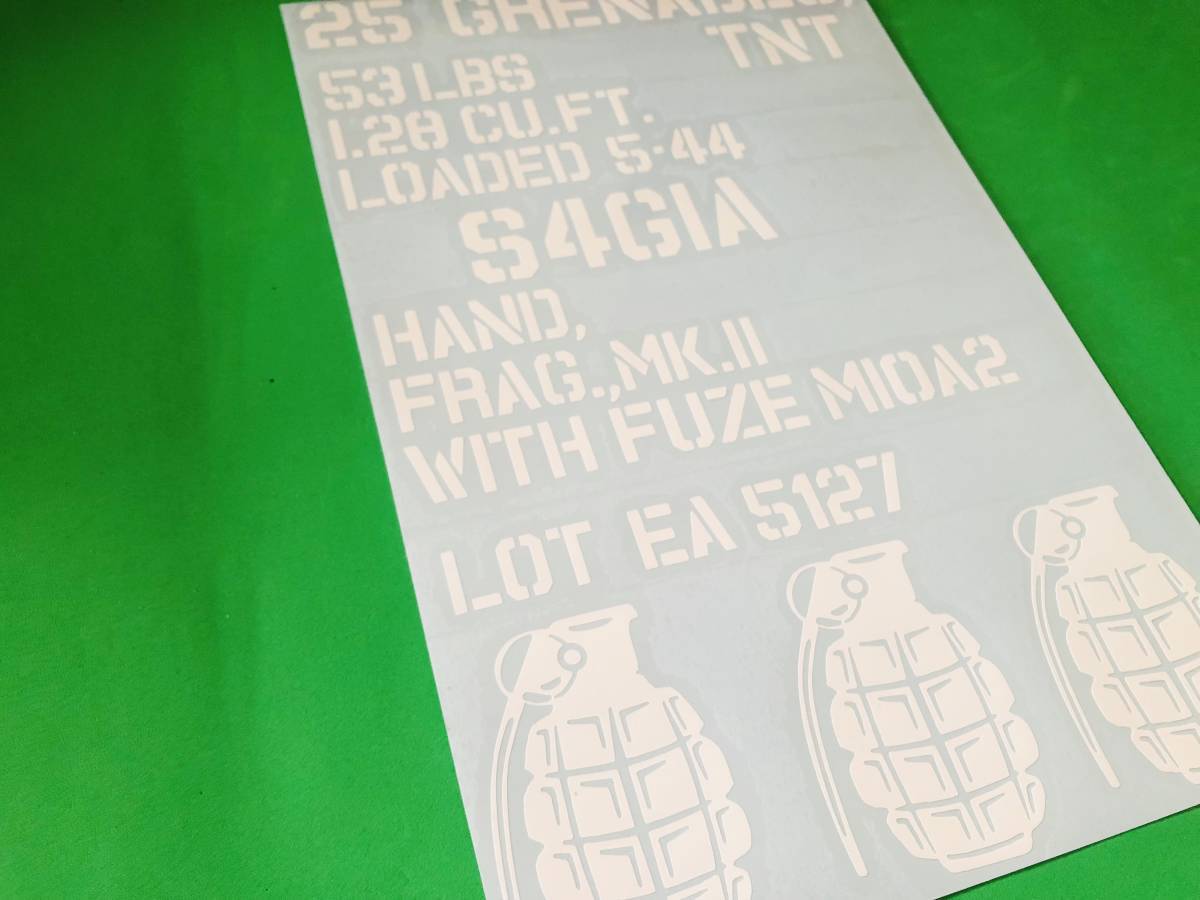 25 GRENADES,
TNT
53 LBS
1.28 CU.FT.
LOADED 5-44
S4GIA
HAND,
FRAG.,MK.II
WITH FUZE M10A2
LOT EA 5127